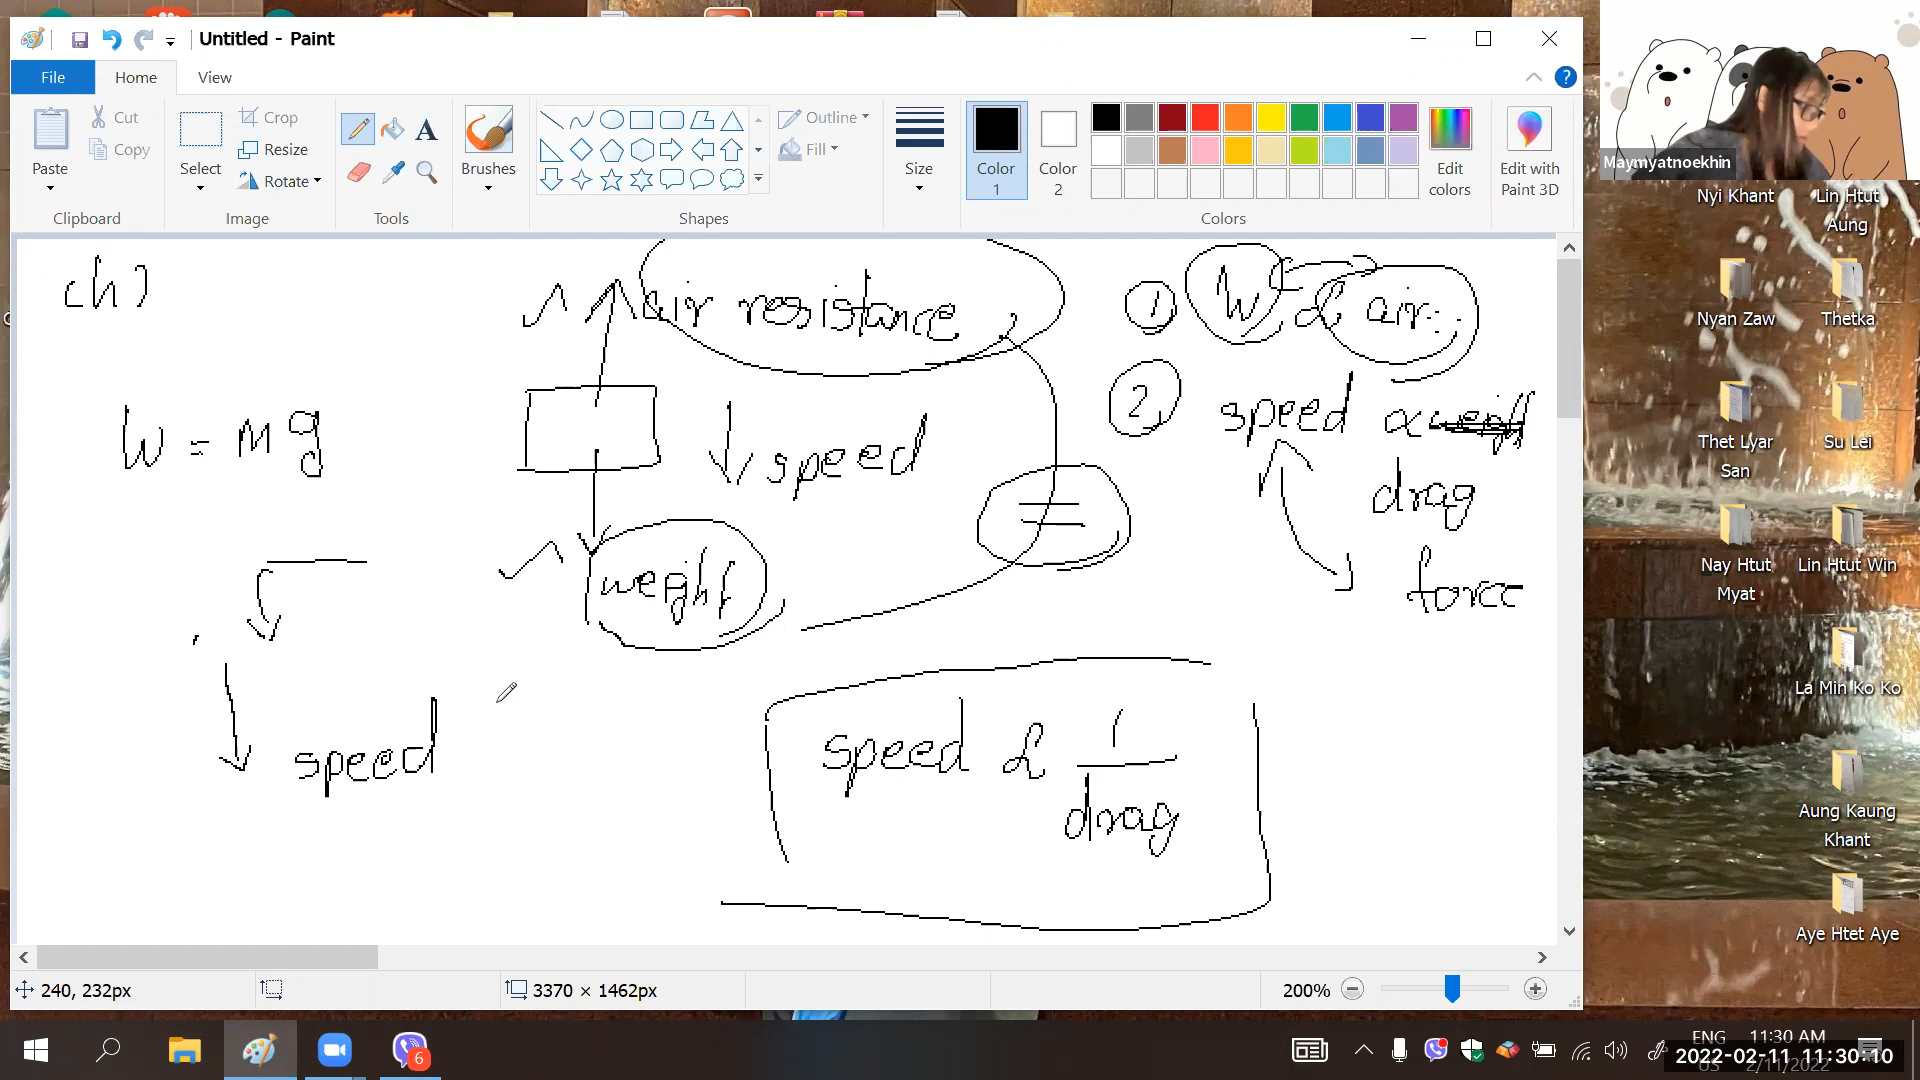 Untitled - Paint
File
Home
View
Paste
Cut
Copy
Clipboard
Select
Crop
Resize
Rotate
Image
Tools
Brushes
Outline
Fill
Shapes
Size
Color
1
Color
2
Edit
colors
Edit with
Paint 3D
Colors
Maymyatnoekhin
Nyi Khant
Lin Htut
Aung
Nyan Zaw
Thetka
Thet Lyar
San
Su Lei
Nay Htut
Myat
Lin Htut Win
La Min Ko Ko
Aung Kaung
Khant
Aye Htet Aye
air resistance
W = mg
speed
weight
speed
1 W & air
2 speed α
drag
force
speed α 1
drag
240, 232px
3370 × 1462px
200%
6
ENG
11:30 AM
2022-02-11 11:30:10